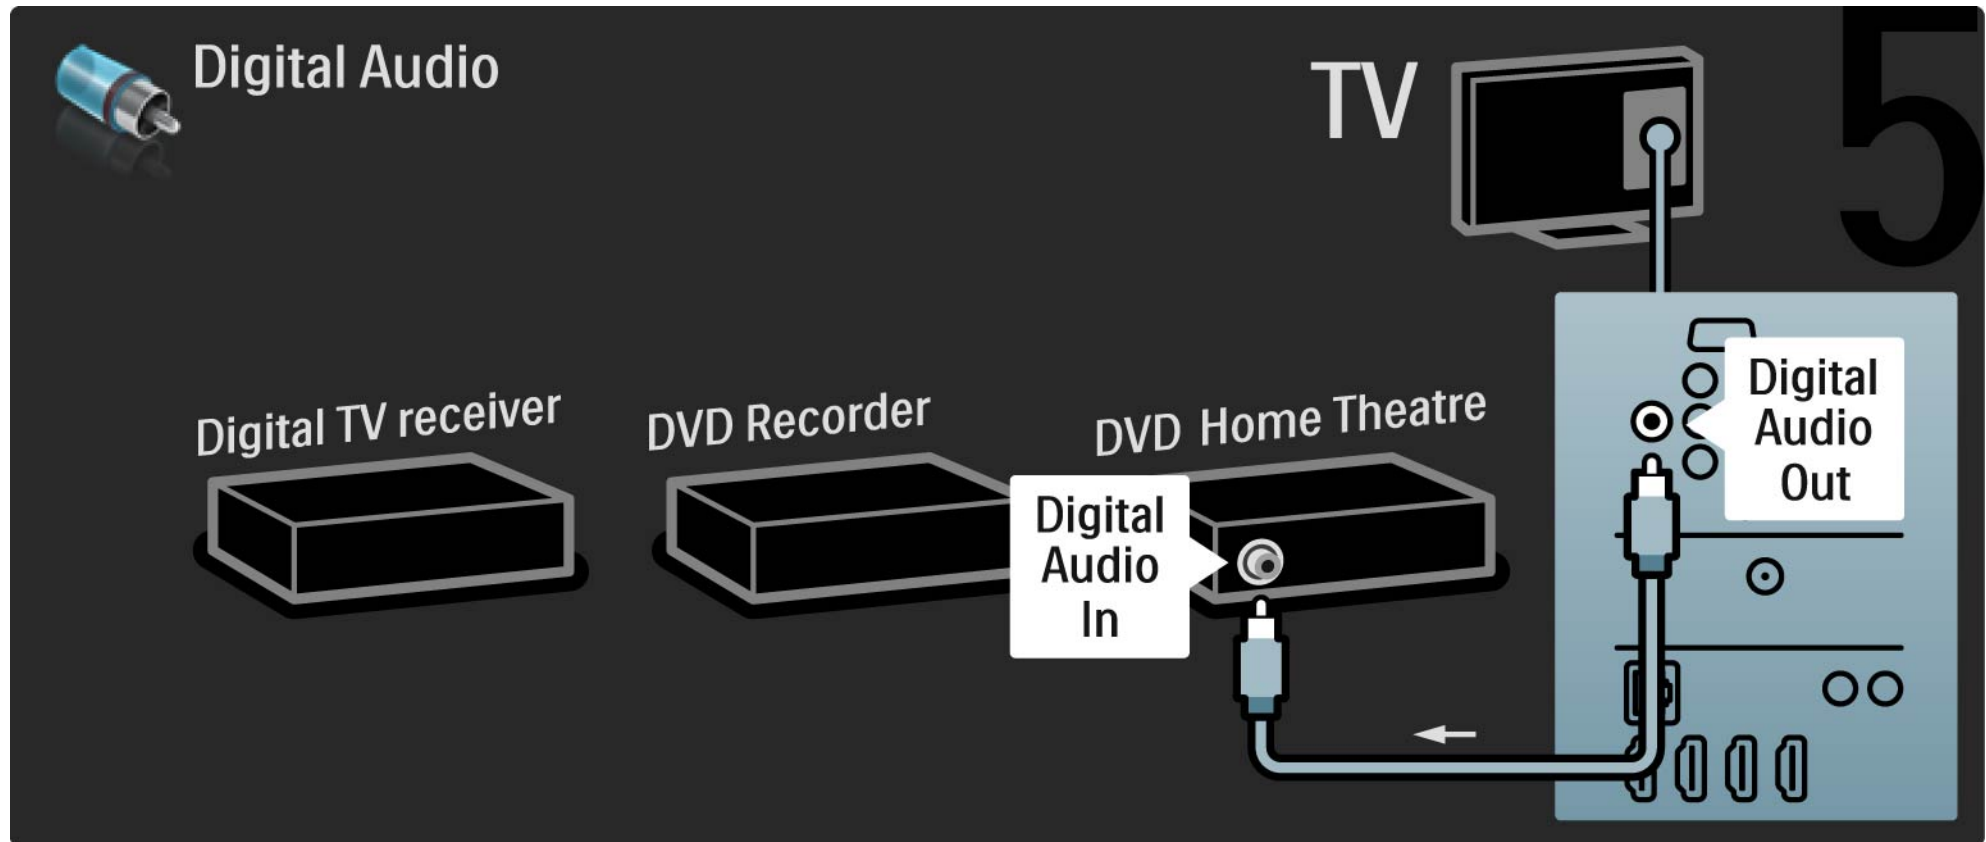 Digital Audio
TV
5
Digital TV receiver
DVD Recorder
DVD Home Theatre
Digital
Audio
In
Digital
Audio
Out